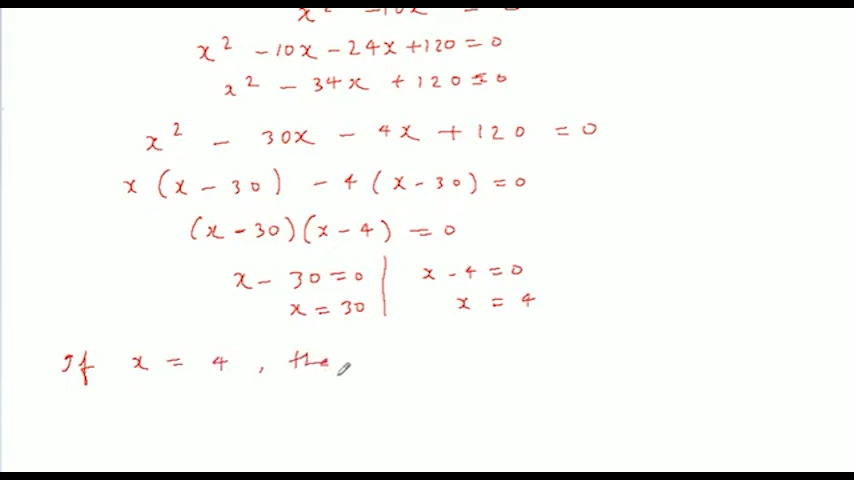 x² - 10x - 24x + 120 = 0
x² - 34x + 120 = 0
x² - 30x - 4x + 120 = 0
x (x - 30) - 4 (x - 30) = 0
(x - 30)(x - 4) = 0
x - 30 = 0 | x - 4 = 0
x = 30 | x = 4
If x = 4 , the